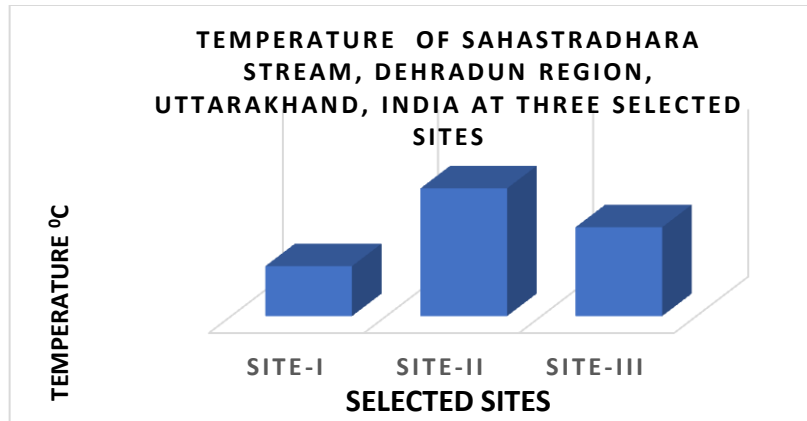 TEMPERATURE OF SAHASTRADHARA
STREAM, DEHRADUN REGION,
UTTARAKHAND, INDIA AT THREE SELECTED
SITES
TEMPERATURE ⁰C
SITE-I SITE-II SITE-III
SELECTED SITES